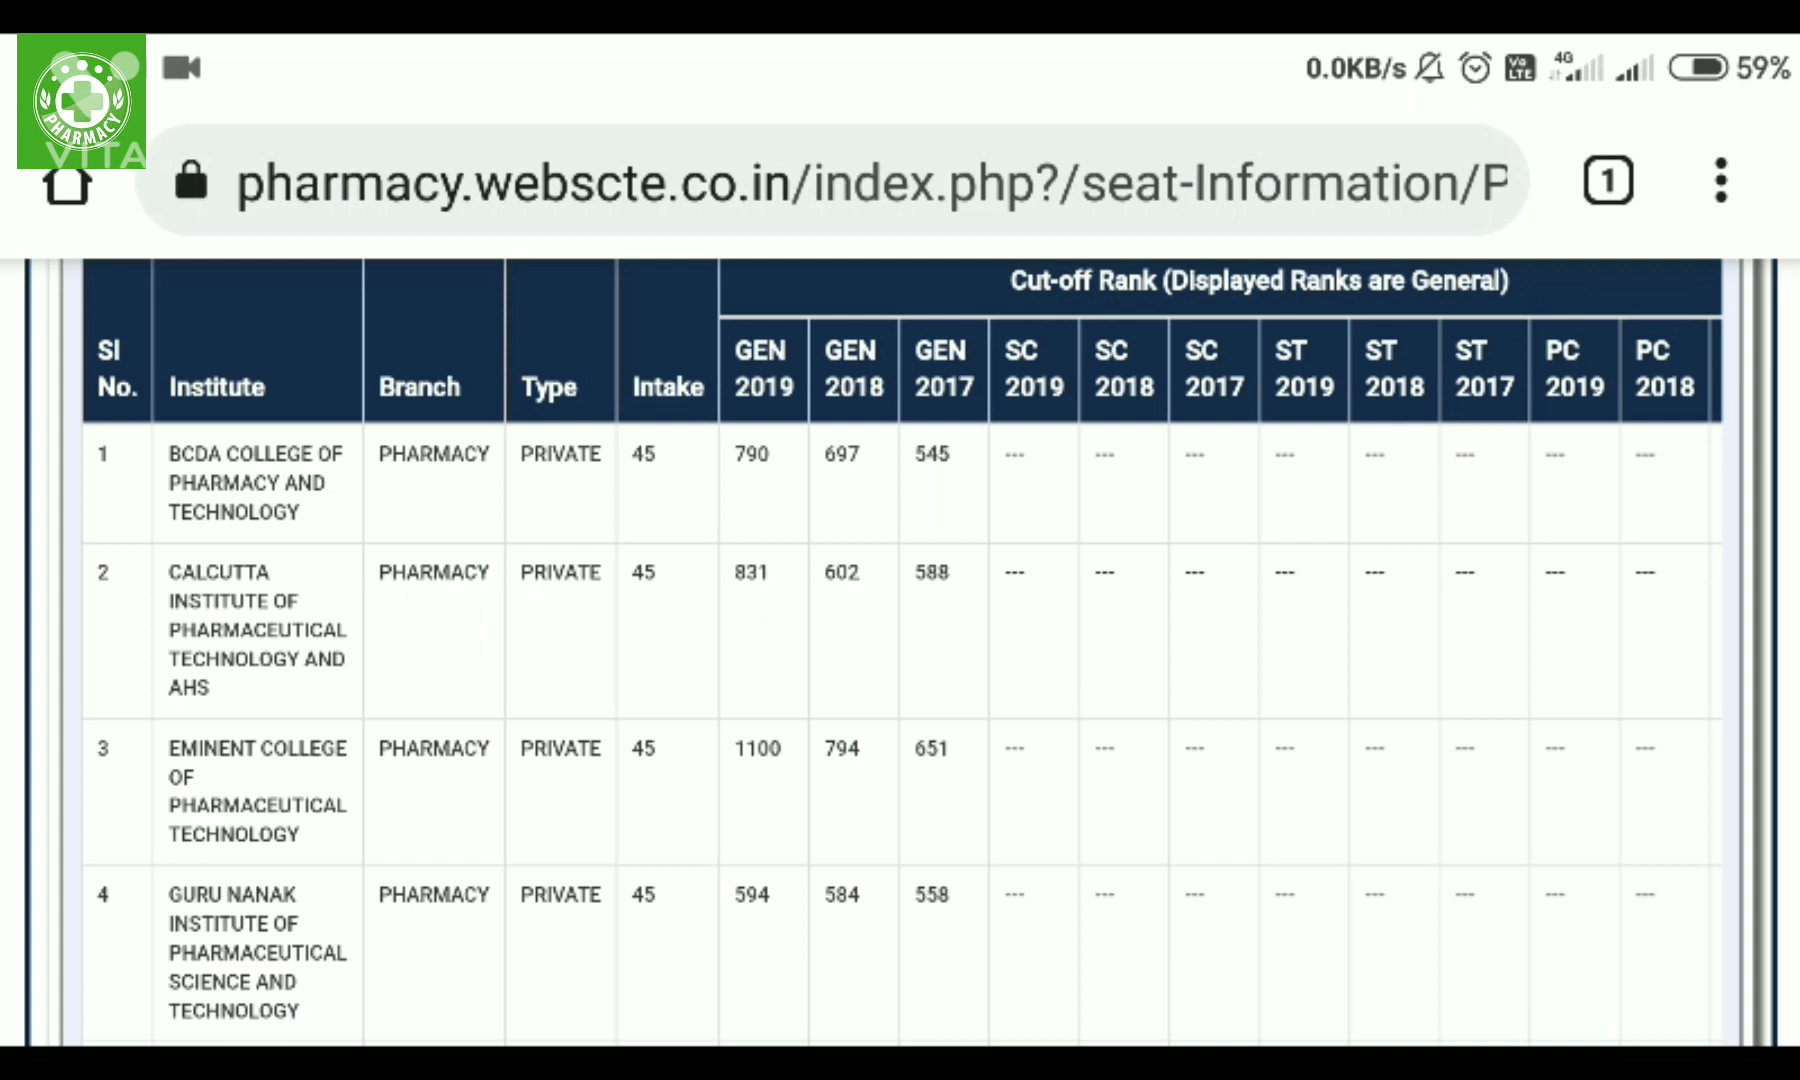 PHARMACY
VITA
0.0KB/s
Vo
LTE
4G
59%
pharmacy.webscte.co.in/index.php?/seat-Information/P
1
Cut-off Rank (Displayed Ranks are General)
Sl No. Institute Branch Type Intake GEN 2019 GEN 2018 GEN 2017 SC 2019 SC 2018 SC 2017 ST 2019 ST 2018 ST 2017 PC 2019 PC 2018
1 BCDA COLLEGE OF PHARMACY PRIVATE 45 790 697 545 --- --- --- --- --- --- --- ---
PHARMACY AND
TECHNOLOGY
2 CALCUTTA PHARMACY PRIVATE 45 831 602 588 --- --- --- --- --- --- --- ---
INSTITUTE OF
PHARMACEUTICAL
TECHNOLOGY AND
AHS
3 EMINENT COLLEGE PHARMACY PRIVATE 45 1100 794 651 --- --- --- --- --- --- --- ---
OF
PHARMACEUTICAL
TECHNOLOGY
4 GURU NANAK PHARMACY PRIVATE 45 594 584 558 --- --- --- --- --- --- --- ---
INSTITUTE OF
PHARMACEUTICAL
SCIENCE AND
TECHNOLOGY